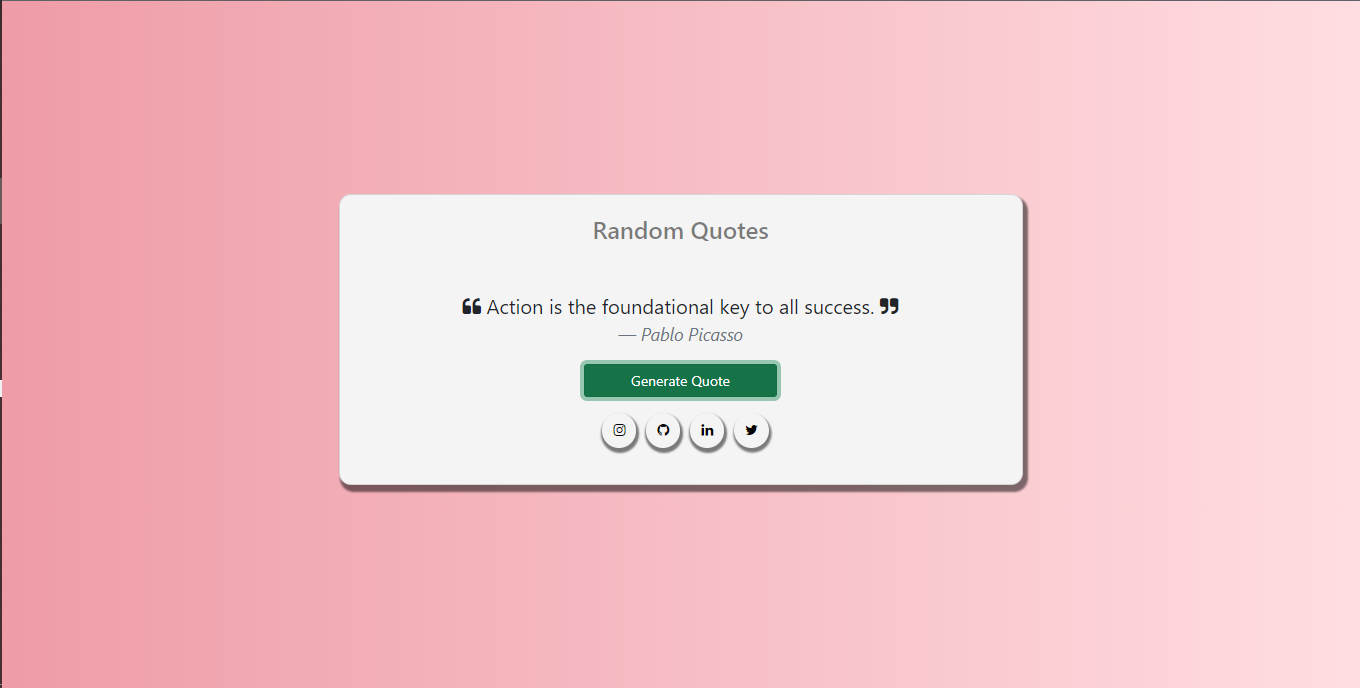 Random Quotes
❝ Action is the foundational key to all success. ❞
— Pablo Picasso
Generate Quote
in